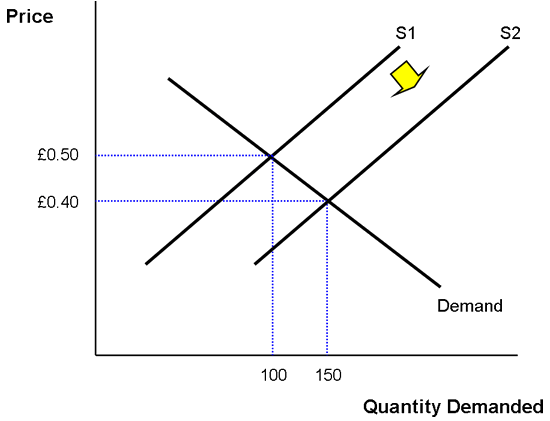 Price
S1
S2
£0.50
£0.40
Demand
100
150
Quantity Demanded